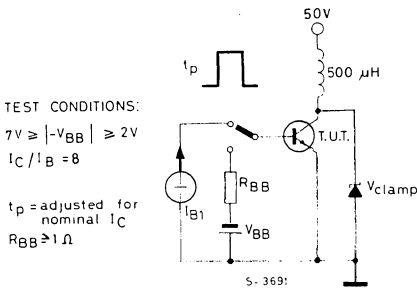 50V
tp
500 µH
TEST CONDITIONS:
7V ≥ |-VBB| ≥ 2V
IC/IB =8
T.U.T.
RBB
Vclamp
IB1
tp = adjusted for
nominal IC
RBB ≥ 1 Ω
VBB
S-3691